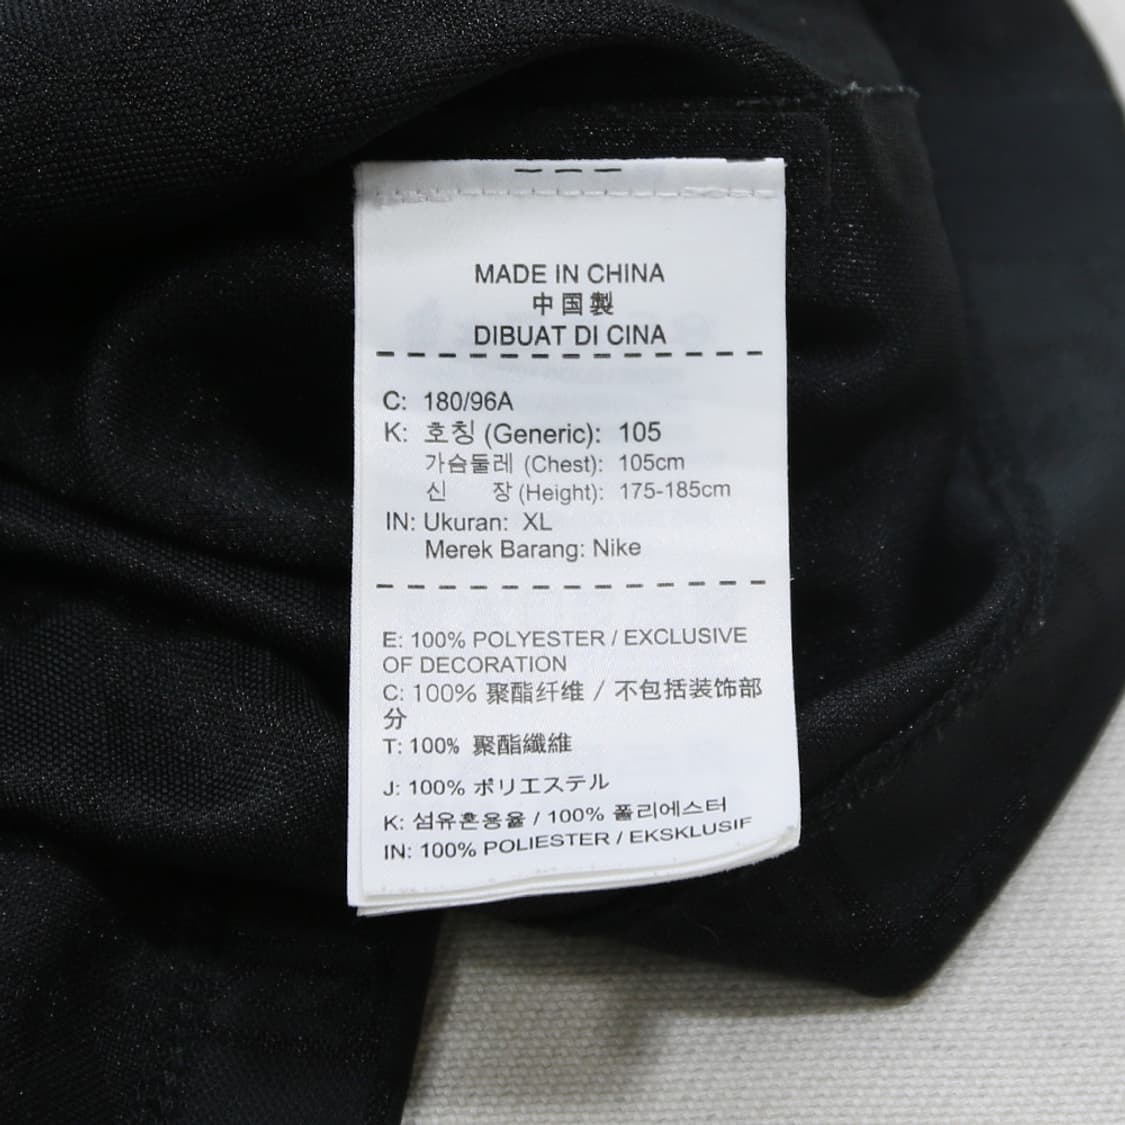 MADE IN CHINA
中国製
DIBUAT DI CINA
C: 180/96A
K: 호칭 (Generic): 105
가슴둘레 (Chest): 105cm
신 장 (Height): 175-185cm
IN: Ukuran: XL
Merek Barang: Nike
E: 100% POLYESTER / EXCLUSIVE
OF DECORATION
C: 100% 聚酯纤维 / 不包括装饰部
分
T: 100% 聚酯纖維
J: 100% ポリエステル
K: 섬유혼용율 / 100% 폴리에스터
IN: 100% POLIESTER / EKSKLUSIF